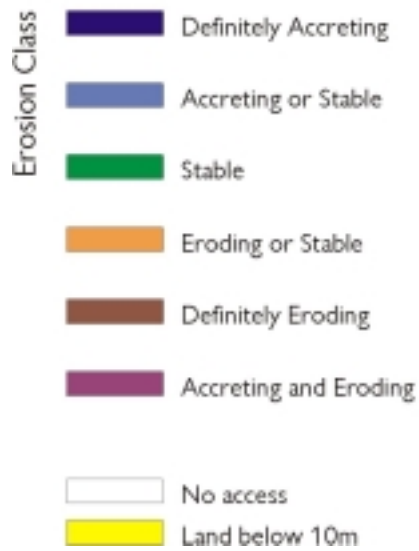 Erosion Class
Definitely Accreting
Accreting or Stable
Stable
Eroding or Stable
Definitely Eroding
Accreting and Eroding
No access
Land below 10m